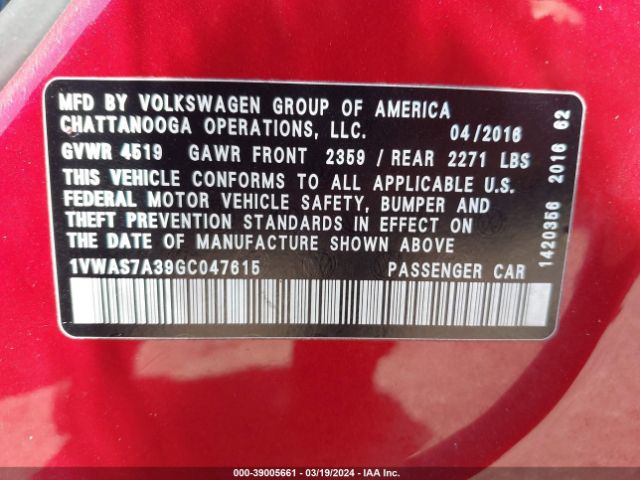 MFD BY VOLKSWAGEN GROUP OF AMERICA
CHATTANOOGA OPERATIONS, LLC. 04/2016
GVWR 4519 GAWR FRONT 2359 / REAR 2271 LBS
THIS VEHICLE CONFORMS TO ALL APPLICABLE U.S.
FEDERAL MOTOR VEHICLE SAFETY, BUMPER AND
THEFT PREVENTION STANDARDS IN EFFECT ON
THE DATE OF MANUFACTURE SHOWN ABOVE
1VWAS7A39GC047615 PASSENGER CAR
1420356 2016 62
000-39005661 - 03/19/2024 - IAA Inc.